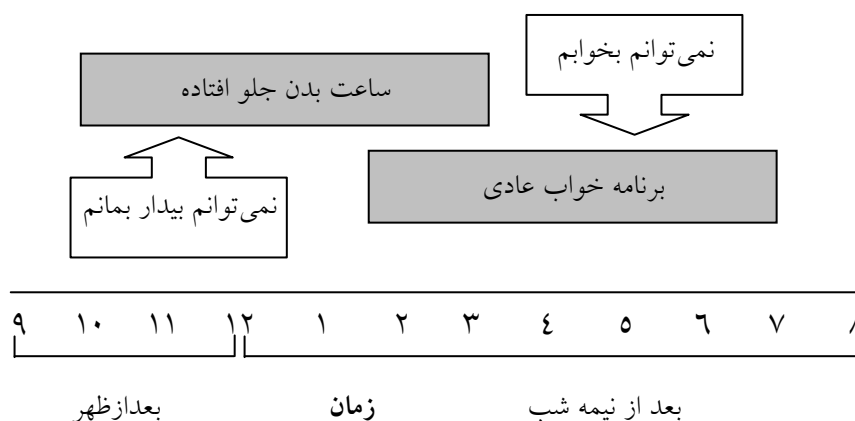 نمی‌توانم بخوابم
ساعت بدن جلو افتاده
برنامه خواب عادی
نمی‌توانم بیدار بمانم
۹ ۱۰ ۱۱ ۱۲ ۱ ۲ ۳ ٤ ۵ ٦ ۷ ۸
بعدازظهر زمان بعد از نیمه شب